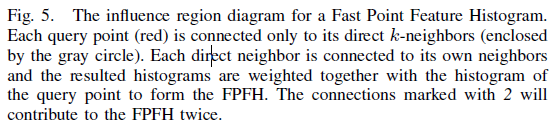 Fig. 5. The influence region diagram for a Fast Point Feature Histogram.
Each query point (red) is connected only to its direct k-neighbors (enclosed
by the gray circle). Each direct neighbor is connected to its own neighbors
and the resulted histograms are weighted together with the histogram of
the query point to form the FPFH. The connections marked with 2 will
contribute to the FPFH twice.